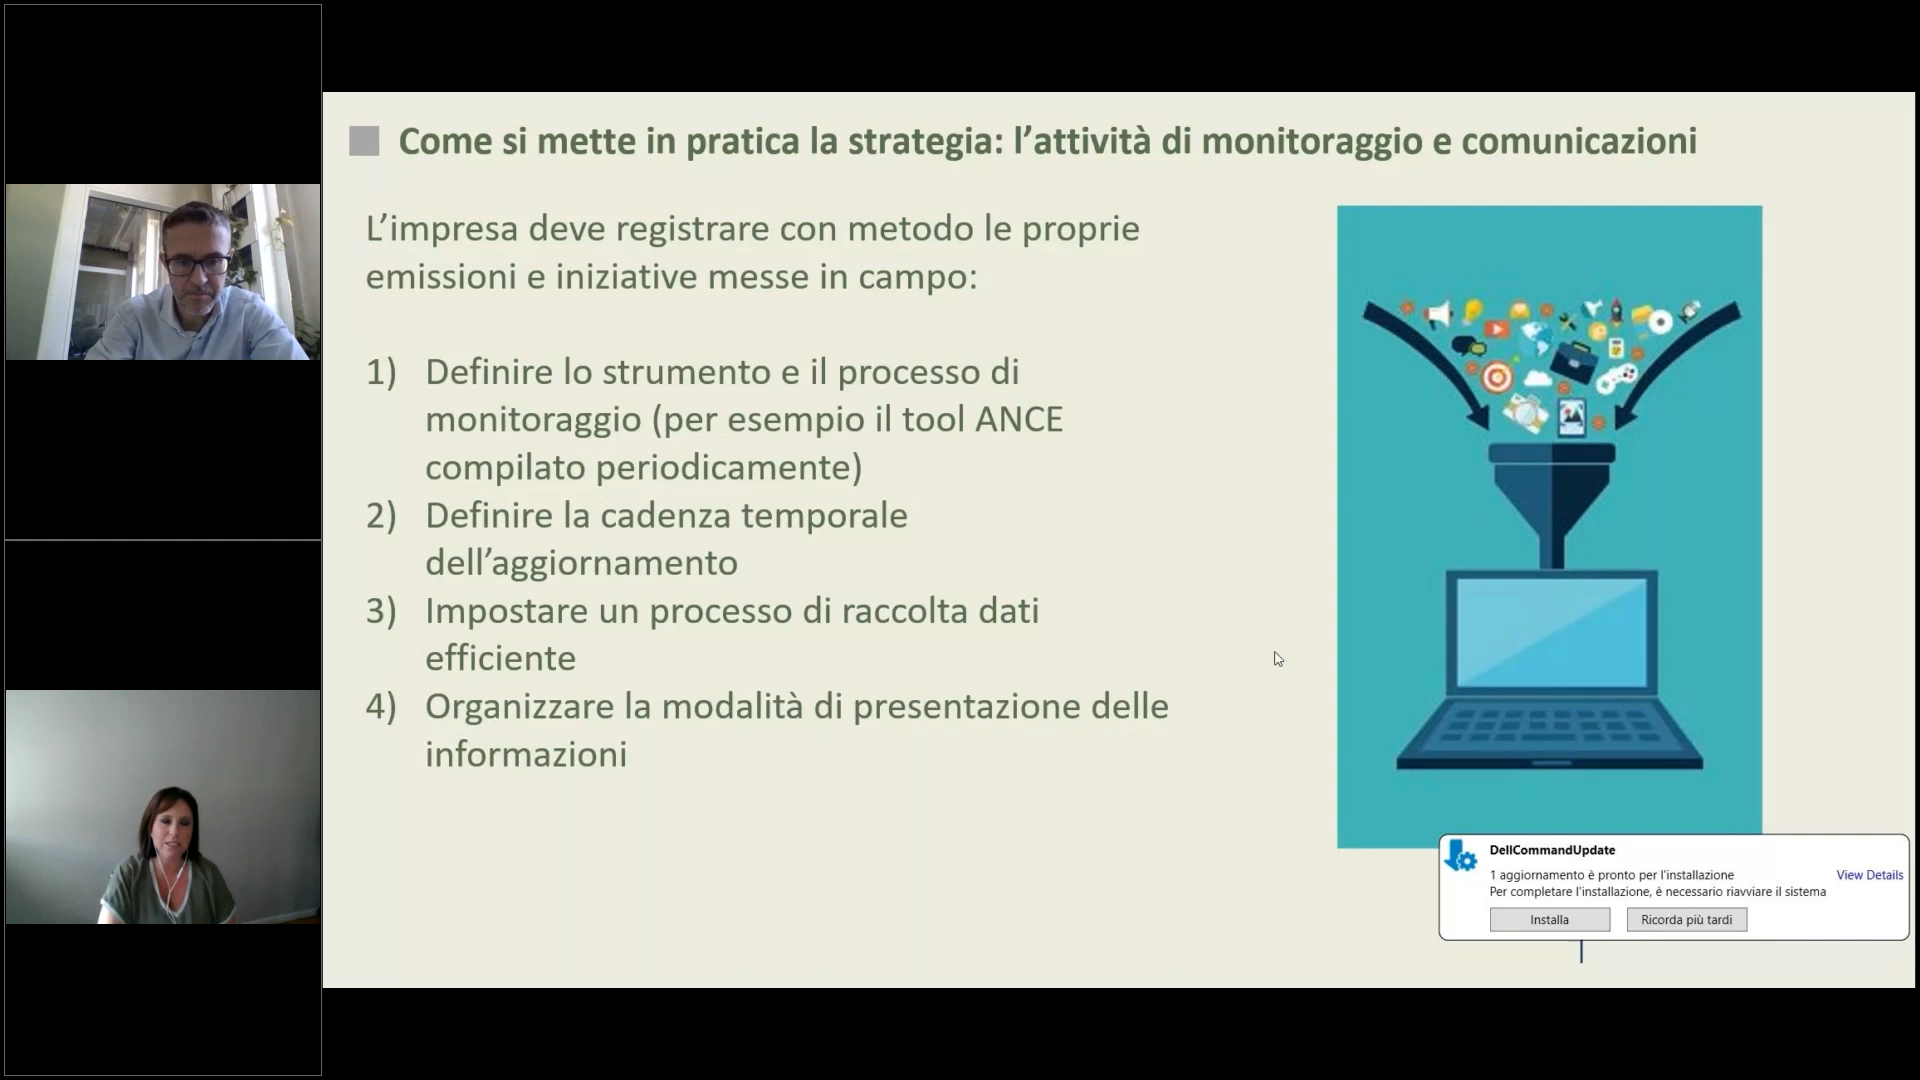 Come si mette in pratica la strategia: l’attività di monitoraggio e comunicazioni
L’impresa deve registrare con metodo le proprie
emissioni e iniziative messe in campo:
1) Definire lo strumento e il processo di
monitoraggio (per esempio il tool ANCE
compilato periodicamente)
2) Definire la cadenza temporale
dell’aggiornamento
3) Impostare un processo di raccolta dati
efficiente
4) Organizzare la modalità di presentazione delle
informazioni
DellCommandUpdate
1 aggiornamento è pronto per l'installazione
View Details
Per completare l'installazione, è necessario riavviare il sistema
Installa
Ricorda più tardi